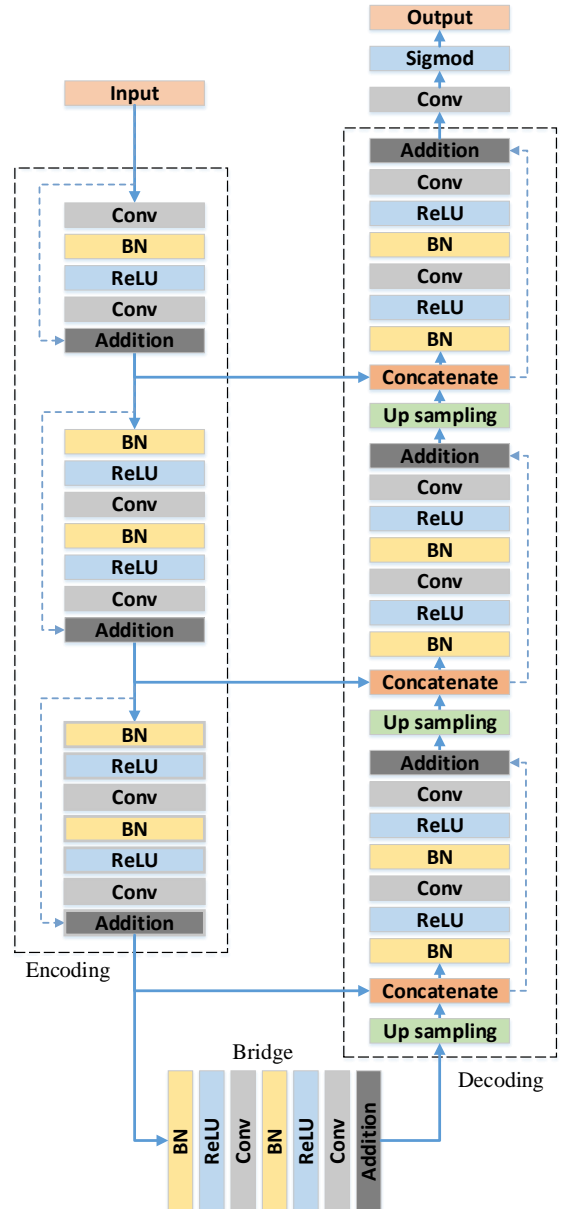 Input
Conv
BN
ReLU
Conv
Addition
BN
ReLU
Conv
BN
ReLU
Conv
Addition
BN
ReLU
Conv
BN
ReLU
Conv
Addition
Encoding
Bridge
BN
ReLU
Conv
BN
ReLU
Conv
Addition
Output
Sigmod
Conv
Addition
Conv
ReLU
BN
Conv
ReLU
BN
Concatenate
Up sampling
Addition
Conv
ReLU
BN
Conv
ReLU
BN
Concatenate
Up sampling
Addition
Conv
ReLU
BN
Conv
ReLU
BN
Concatenate
Up sampling
Decoding